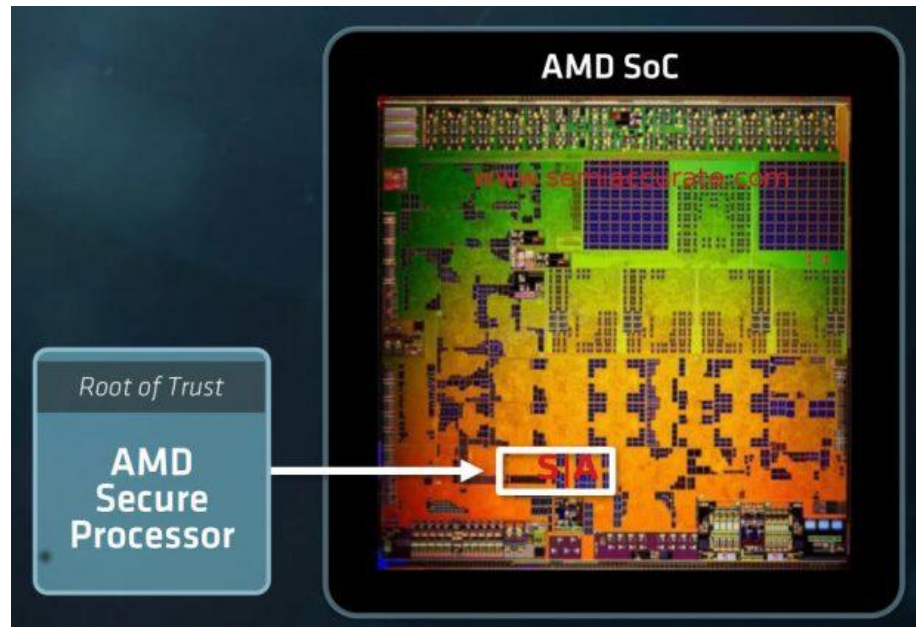 AMD SoC
www.semiaccurate.com
Root of Trust
AMD
Secure
Processor
S|A